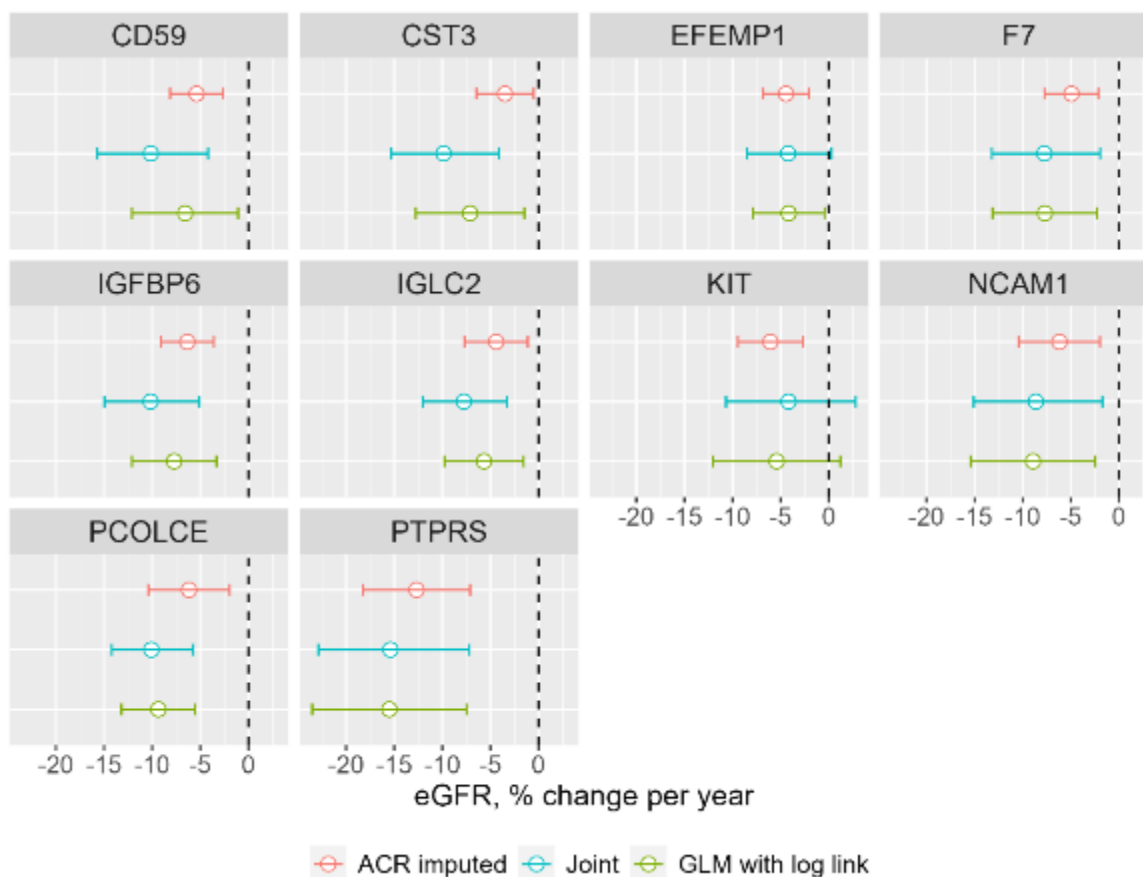 CD59 CST3 EFEMP1 F7
IGFBP6 IGLC2 KIT NCAM1
-20 -15 -10 -5 0 -20 -15 -10 -5 0
PCOLCE PTPRS
-20 -15 -10 -5 0 -20 -15 -10 -5 0
eGFR, % change per year
ACR imputed Joint GLM with log link